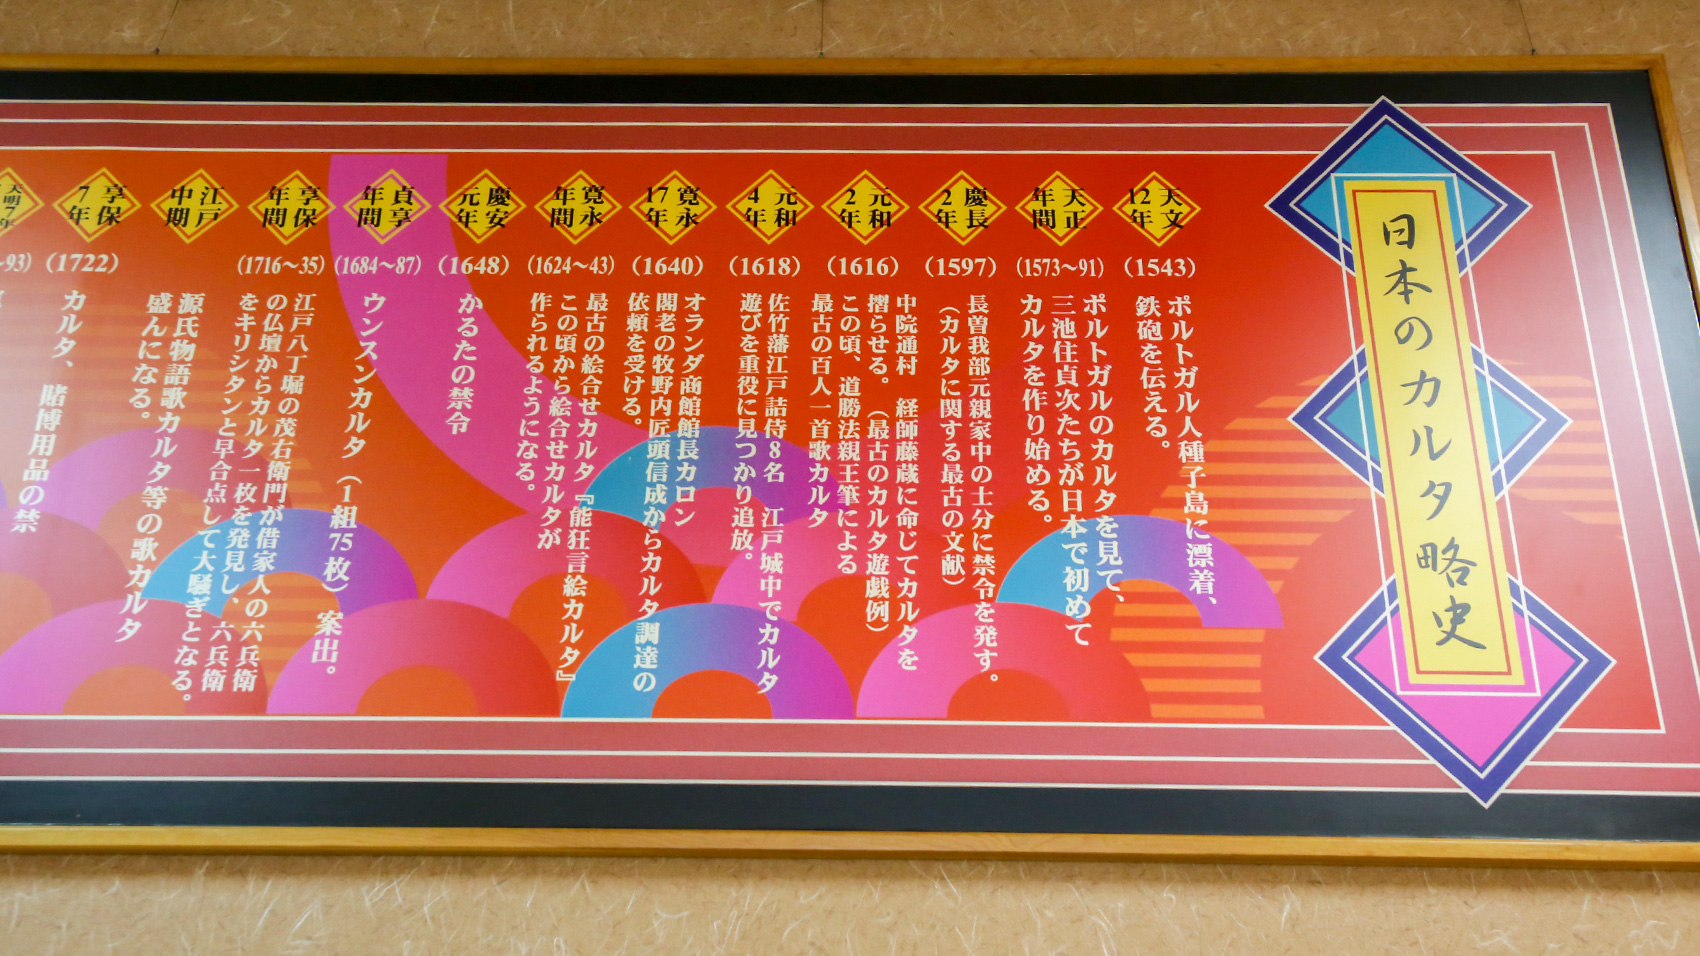 日本のカルタ略史
天文
12年
(1543)
ポルトガル人種子島に漂着、
鉄砲を伝える。
天正
年間
(1573〜91)
ポルトガルのカルタを見て、
三池住貞次たちが日本で初めて
カルタを作り始める。
慶長
2年
(1597)
長曽我部元親家中の士分に禁令を発す。
(カルタに関する最古の文献)
元和
2年
(1616)
中院通村 経師藤蔵に命じてカルタを
摺らせる。(最古のカルタ遊戯例)
この頃、道勝法親王筆による
最古の百人一首歌カルタ
元和
4年
(1618)
佐竹藩江戸詰侍8名 江戸城中でカルタ
遊びを重役に見つかり追放。
寛永
17年
(1640)
オランダ商館館長カロン
閣老の牧野内匠頭信成からカルタ調達の
依頼を受ける。
寛永
年間
(1624〜43)
最古の絵合せカルタ『能狂言絵カルタ』
この頃から絵合せカルタが
作られるようになる。
慶安
元年
(1648)
かるたの禁令
貞享
年間
(1684〜87)
ウンスンカルタ(1組75枚)案出。
享保
年間
(1716〜35)
江戸八丁堀の茂右衛門が借家人の六兵衛
の仏壇からカルタ一枚を発見し、六兵衛
をキリシタンと早合点して大騒ぎとなる。
江戸
中期
源氏物語歌カルタ等の歌カルタ
盛んになる。
享保
7年
(1722)
カルタ、賭博用品の禁
天明7年
93)